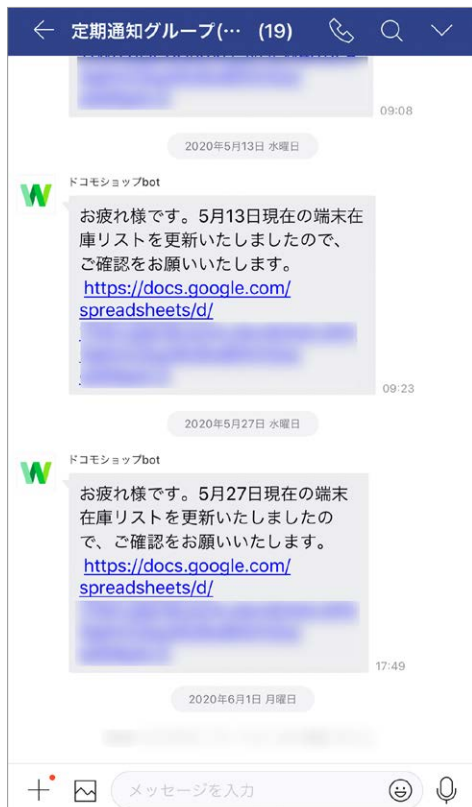 定期通知グループ(… (19)
09:08
2020年5月13日 水曜日
ドコモショップbot
お疲れ様です。5月13日現在の端末在
庫リストを更新いたしましたので、
ご確認をお願いいたします。
https://docs.google.com/
spreadsheets/d/
09:23
2020年5月27日 水曜日
ドコモショップbot
お疲れ様です。5月27日現在の端末
在庫リストを更新いたしましたの
で、ご確認をお願いいたします。
https://docs.google.com/
spreadsheets/d/
17:49
2020年6月1日 月曜日
メッセージを入力